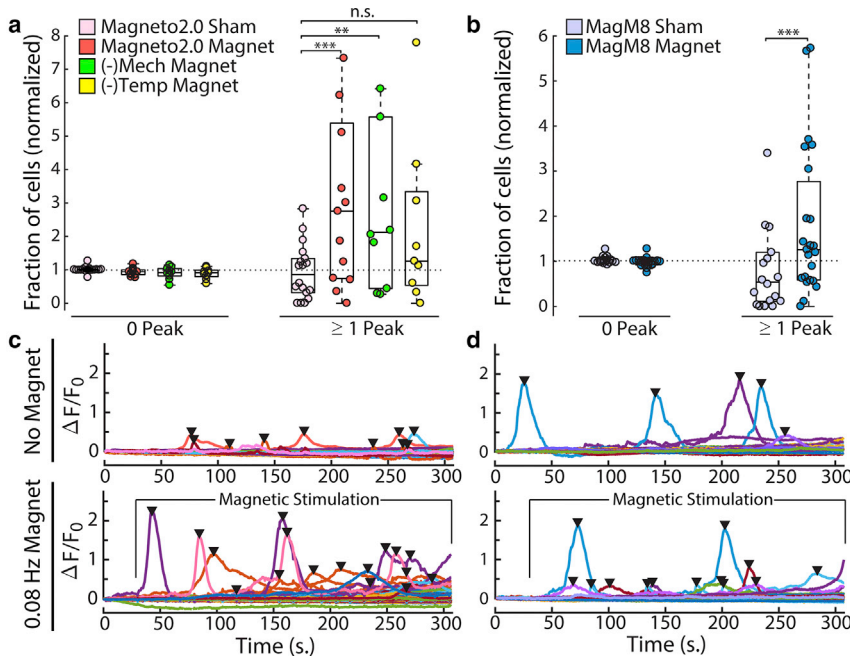 a
Magneto2.0 Sham
Magneto2.0 Magnet
(-)Mech Magnet
(-)Temp Magnet
n.s.
**
***
Fraction of cells (normalized)
8
7
6
5
4
3
2
1
0
0 Peak
≥ 1 Peak
b
MagM8 Sham
MagM8 Magnet
***
Fraction of cells (normalized)
6
5
4
3
2
1
0
0 Peak
≥ 1 Peak
c
No Magnet
Δ F/F0
2
1
0
0 50 100 150 200 250 300
d
2
1
0
0 50 100 150 200 250 300
0.08 Hz Magnet
Δ F/F0
Magnetic Stimulation
2
1
0
0 50 100 150 200 250 300
Time (s.)
Magnetic Stimulation
2
1
0
0 50 100 150 200 250 300
Time (s.)